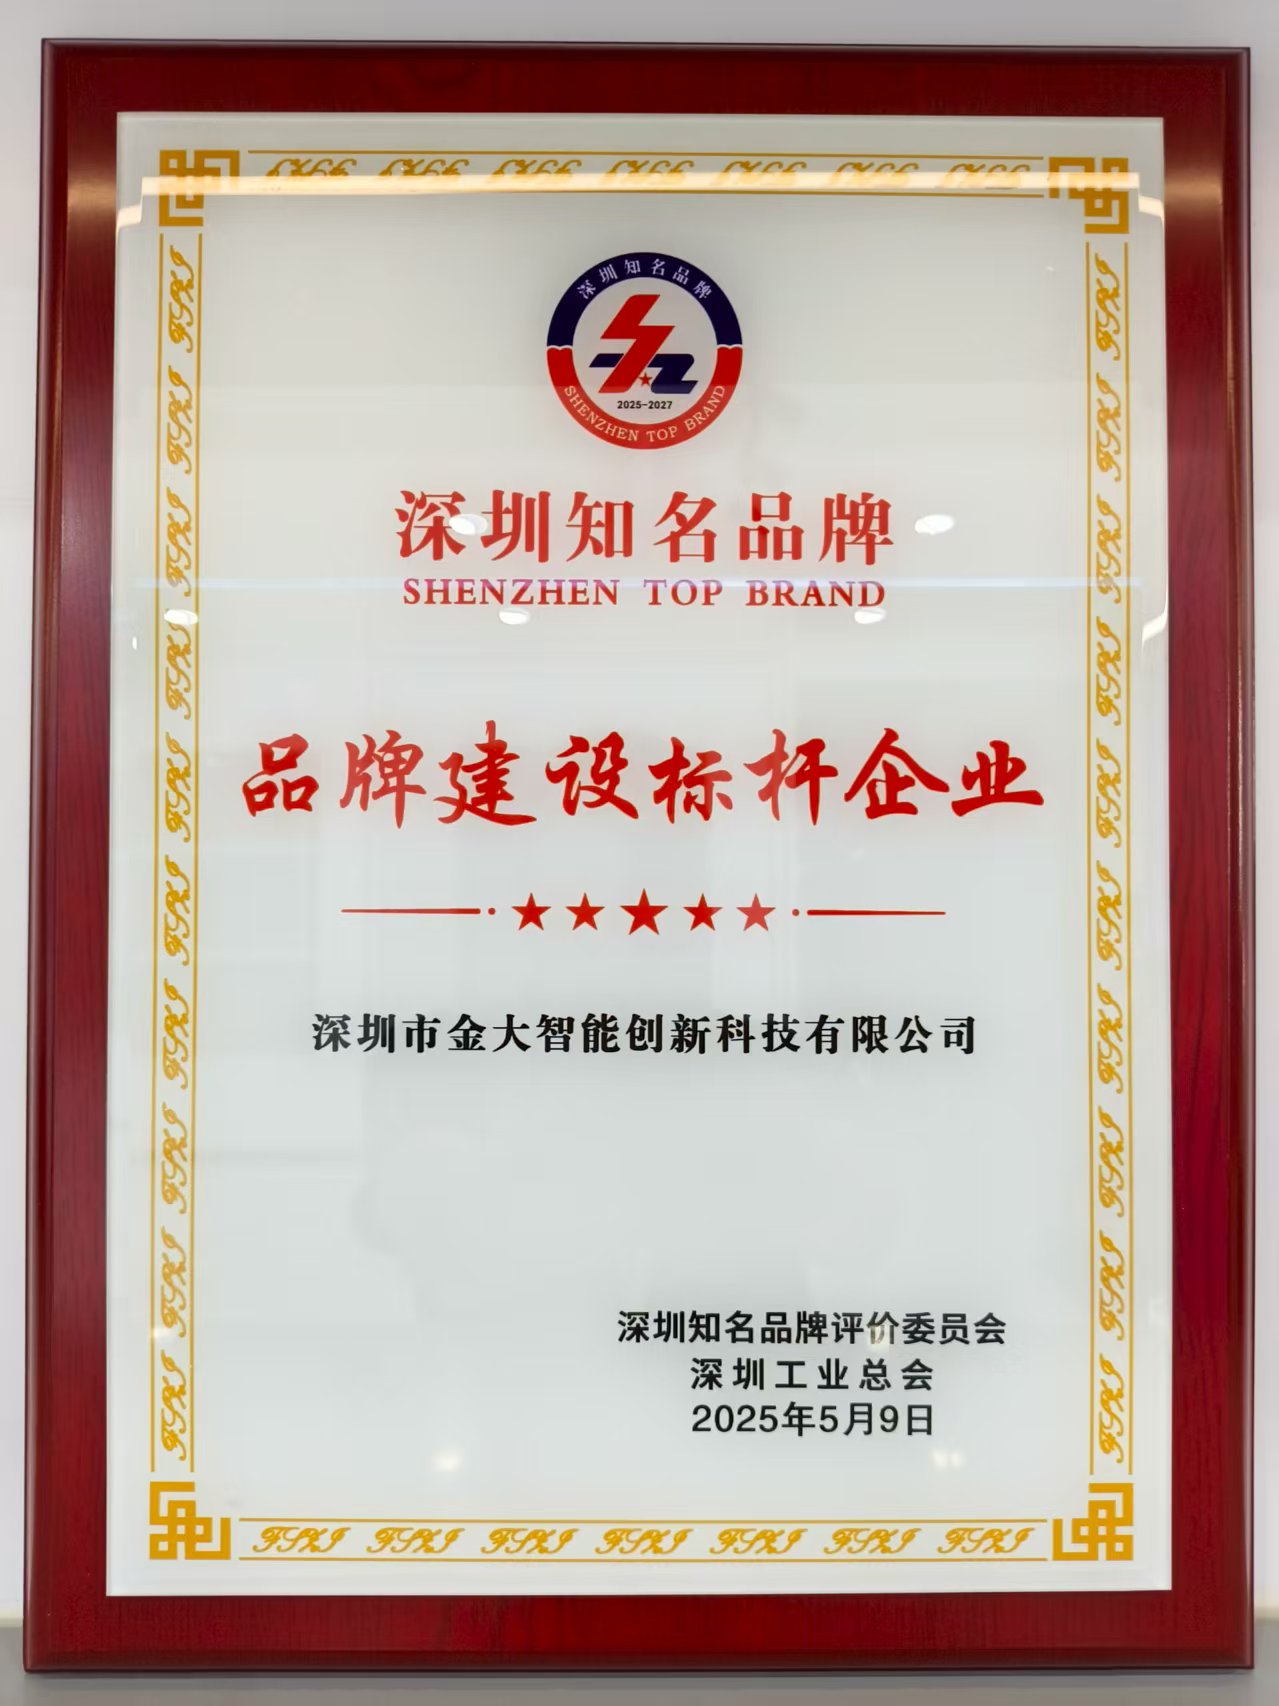 深圳知名品牌
2025-2027
SHENZHEN TOP BRAND
深圳知名品牌
SHENZHEN TOP BRAND
品牌建设标杆企业
深圳市金大智能创新科技有限公司
深圳知名品牌评价委员会
深圳工业总会
2025年5月9日